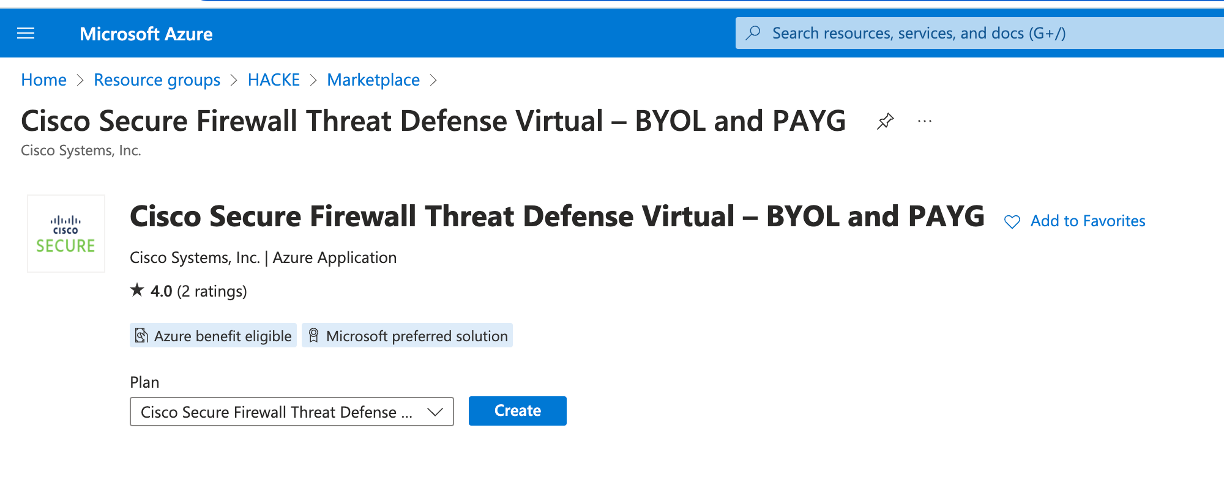 Microsoft Azure
Search resources, services, and docs (G+/)
Home > Resource groups > HACKE > Marketplace >
Cisco Secure Firewall Threat Defense Virtual – BYOL and PAYG ...
Cisco Systems, Inc.
CISCO
SECURE
Cisco Secure Firewall Threat Defense Virtual – BYOL and PAYG
Add to Favorites
Cisco Systems, Inc. | Azure Application
★ 4.0 (2 ratings)
Azure benefit eligible
Microsoft preferred solution
Plan
Cisco Secure Firewall Threat Defense ...
Create